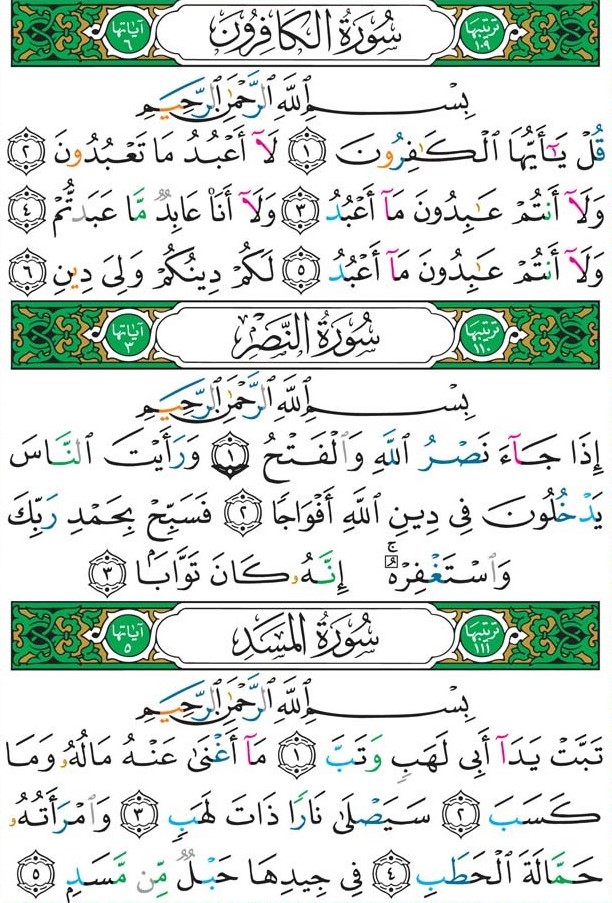 ترتيبها ١٠٩ سُورَةُ الكَافِرُونَ آياتها ٦
بِسْمِ ٱللَّهِ ٱلرَّحْمَٰنِ ٱلرَّحِيمِ
قُلْ يَٰٓأَيُّهَا ٱلْكَٰفِرُونَ ١ لَآ أَعْبُدُ مَا تَعْبُدُونَ ٢
وَلَآ أَنتُمْ عَٰبِدُونَ مَآ أَعْبُدُ ٣ وَلَآ أَنَا۠ عَابِدٌ مَّا عَبَدتُّمْ ٤
وَلَآ أَنتُمْ عَٰبِدُونَ مَآ أَعْبُدُ ٥ لَكُمْ دِينُكُمْ وَلِىَ دِينِ ٦
ترتيبها ١١٠ سُورَةُ النَّصْرِ آياتها ٣
بِسْمِ ٱللَّهِ ٱلرَّحْمَٰنِ ٱلرَّحِيمِ
إِذَا جَآءَ نَصْرُ ٱللَّهِ وَٱلْفَتْحُ ١ وَرَأَيْتَ ٱلنَّاسَ
يَدْخُلُونَ فِى دِينِ ٱللَّهِ أَفْوَاجًا ٢ فَسَبِّحْ بِحَمْدِ رَبِّكَ
وَٱسْتَغْفِرْهُ ۚ إِنَّهُۥ كَانَ تَوَّابَۢا ٣
ترتيبها ١١١ سُورَةُ المَسَدِ آياتها ٥
بِسْمِ ٱللَّهِ ٱلرَّحْمَٰنِ ٱلرَّحِيمِ
تَبَّتْ يَدَآ أَبِى لَهَبٍ وَتَبَّ ١ مَآ أَغْنَىٰ عَنْهُ مَالُهُۥ وَمَا
كَسَبَ ٢ سَيَصْلَىٰ نَارًا ذَاتَ لَهَبٍ ٣ وَٱمْرَأَتُهُۥ
حَمَّالَةَ ٱلْحَطَبِ ٤ فِى جِيدِهَا حَبْلٌ مِّن مَّسَدٍۭ ٥